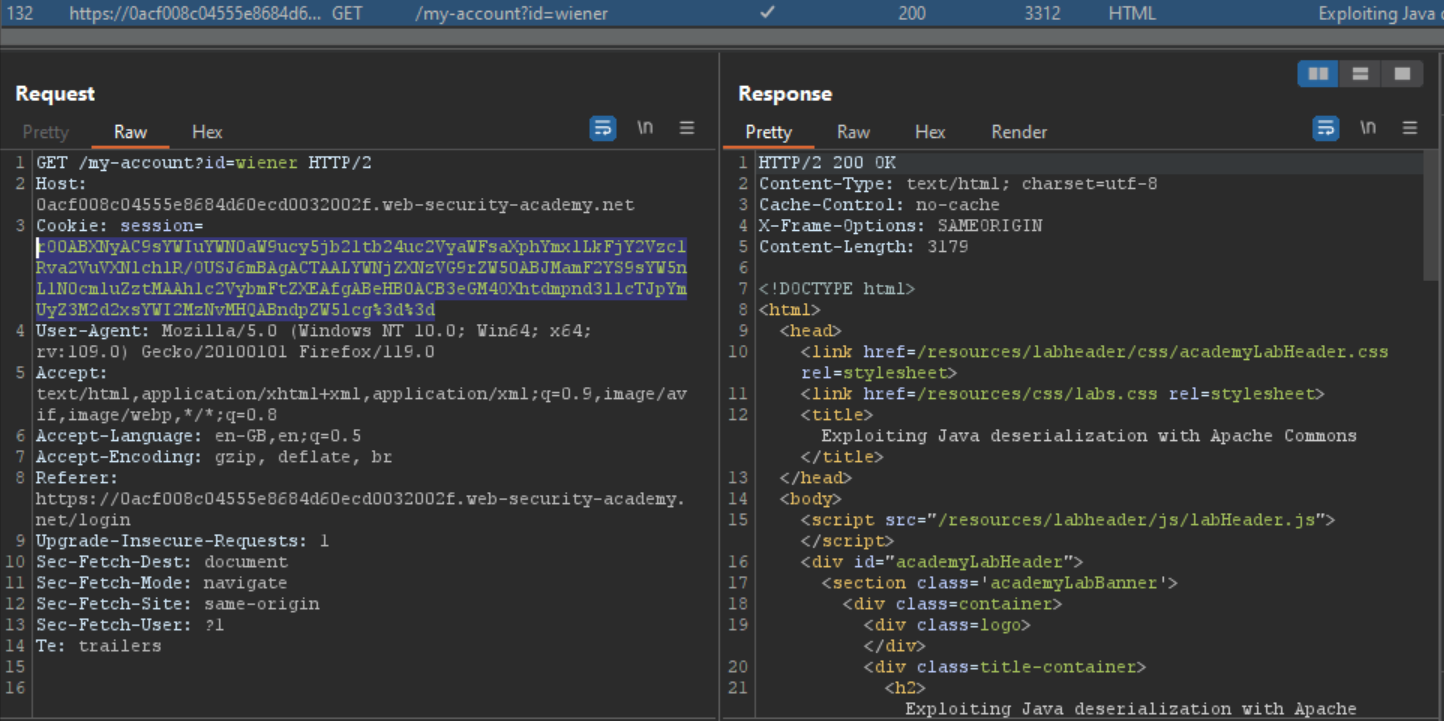 132 https://0acf008c04555e8684d6... GET /my-account?id=wiener ✓ 200 3312 HTML Exploiting Java
Request
Pretty Raw Hex \n
1 GET /my-account?id=wiener HTTP/2
2 Host:
0acf008c04555e8684d60ecd0032002f.web-security-academy.net
3 Cookie: session=
rO0ABXNyAC9sYWIuYWN0aW9ucy5jb21tb24uc2VyaWFsaXphYmxlLkFjY2Vzc1
Rva2VuVXNlchlR/OUSJ6mBAgACTAALYWNjZXNzVG9rZW50ABJMamF2YS9sYW5n
L1N0cmluZztMAAh1c2VybmFtZXEAfgABeHB0ACB3eGM4OXhtdmpnd3l1cTJpYm
UyZ3M2d2xsYWI2MzNvMHQABndpZW5lcg%3d%3d
4 User-Agent: Mozilla/5.0 (Windows NT 10.0; Win64; x64;
rv:109.0) Gecko/20100101 Firefox/119.0
5 Accept:
text/html,application/xhtml+xml,application/xml;q=0.9,image/av
if,image/webp,*/*;q=0.8
6 Accept-Language: en-GB,en;q=0.5
7 Accept-Encoding: gzip, deflate, br
8 Referer:
https://0acf008c04555e8684d60ecd0032002f.web-security-academy.
net/login
9 Upgrade-Insecure-Requests: 1
10 Sec-Fetch-Dest: document
11 Sec-Fetch-Mode: navigate
12 Sec-Fetch-Site: same-origin
13 Sec-Fetch-User: ?1
14 Te: trailers
15
16
Response
Pretty Raw Hex Render \n
1 HTTP/2 200 OK
2 Content-Type: text/html; charset=utf-8
3 Cache-Control: no-cache
4 X-Frame-Options: SAMEORIGIN
5 Content-Length: 3179
6
7 <!DOCTYPE html>
8 <html>
9 <head>
10 <link href=/resources/labheader/css/academyLabHeader.css
rel=stylesheet>
11 <link href=/resources/css/labs.css rel=stylesheet>
12 <title>
Exploiting Java deserialization with Apache Commons
</title>
13 </head>
14 <body>
15 <script src="/resources/labheader/js/labHeader.js">
</script>
16 <div id="academyLabHeader">
17 <section class='academyLabBanner'>
18 <div class=container>
19 <div class=logo>
</div>
20 <div class=title-container>
21 <h2>
Exploiting Java deserialization with Apache